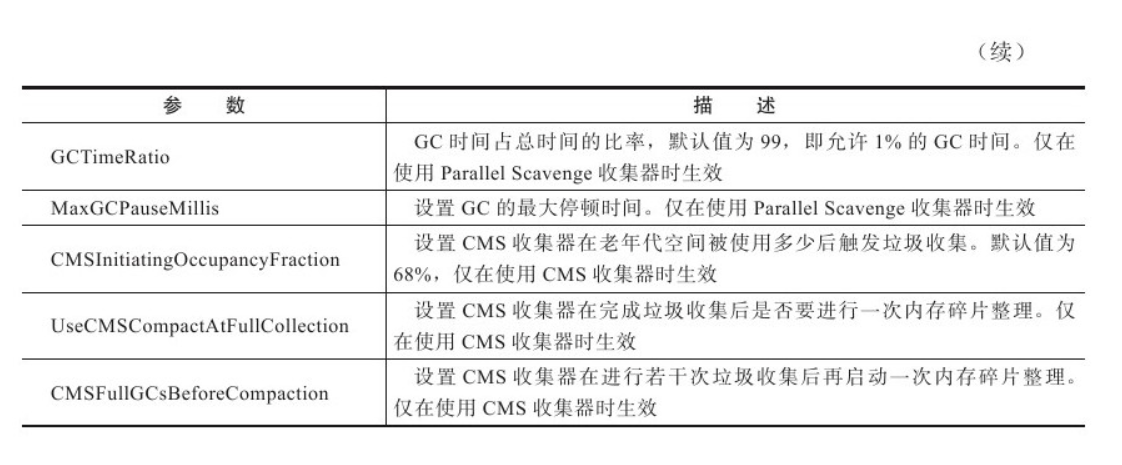 （续）
参 数 描 述
GCTimeRatio
GC 时间占总时间的比率，默认值为 99，即允许 1% 的 GC 时间。仅在
使用 Parallel Scavenge 收集器时生效
MaxGCPauseMillis
设置 GC 的最大停顿时间。仅在使用 Parallel Scavenge 收集器时生效
CMSInitiatingOccupancyFraction
设置 CMS 收集器在老年代空间被使用多少后触发垃圾收集。默认值为
68%，仅在使用 CMS 收集器时生效
UseCMSCompactAtFullCollection
设置 CMS 收集器在完成垃圾收集后是否要进行一次内存碎片整理。仅
在使用 CMS 收集器时生效
CMSFullGCsBeforeCompaction
设置 CMS 收集器在进行若干次垃圾收集后再启动一次内存碎片整理。
仅在使用 CMS 收集器时生效